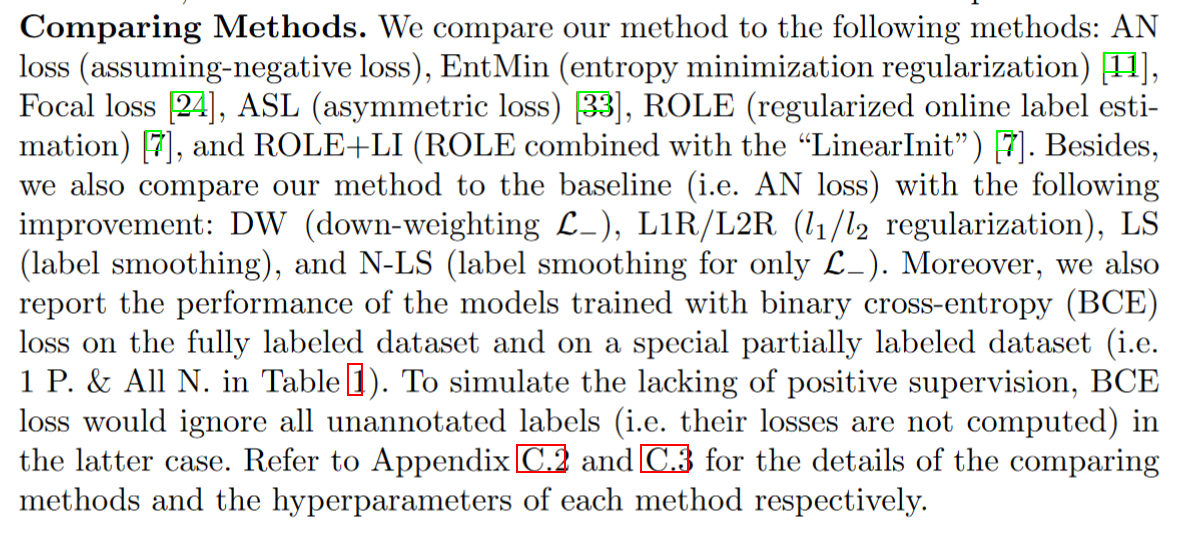 Comparing Methods. We compare our method to the following methods: AN
loss (assuming-negative loss), EntMin (entropy minimization regularization) [11],
Focal loss [24], ASL (asymmetric loss) [33], ROLE (regularized online label esti-
mation) [7], and ROLE+LI (ROLE combined with the “LinearInit”) [7]. Besides,
we also compare our method to the baseline (i.e. AN loss) with the following
improvement: DW (down-weighting ℒ₋), L1R/L2R (l₁/l₂ regularization), LS
(label smoothing), and N-LS (label smoothing for only ℒ₋). Moreover, we also
report the performance of the models trained with binary cross-entropy (BCE)
loss on the fully labeled dataset and on a special partially labeled dataset (i.e.
1 P. & All N. in Table 1). To simulate the lacking of positive supervision, BCE
loss would ignore all unannotated labels (i.e. their losses are not computed) in
the latter case. Refer to Appendix C.2 and C.3 for the details of the comparing
methods and the hyperparameters of each method respectively.